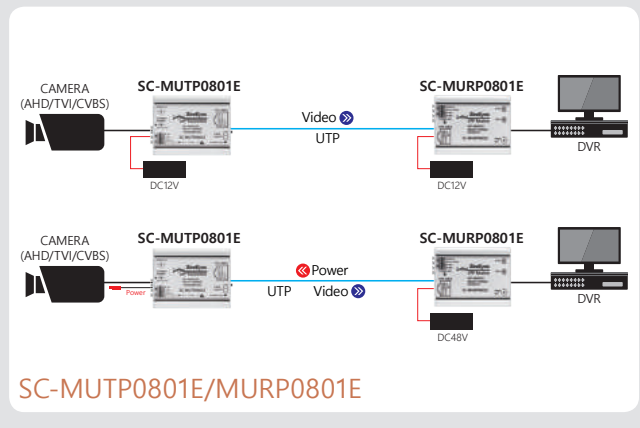 CAMERA
(AHD/TVI/CVBS)
SC-MUTP0801E
SC-MURP0801E
Video
UTP
DVR
DC12V
DC12V
CAMERA
(AHD/TVI/CVBS)
SC-MUTP0801E
SC-MURP0801E
Power
UTP Video
Power
DVR
DC48V
SC-MUTP0801E/MURP0801E